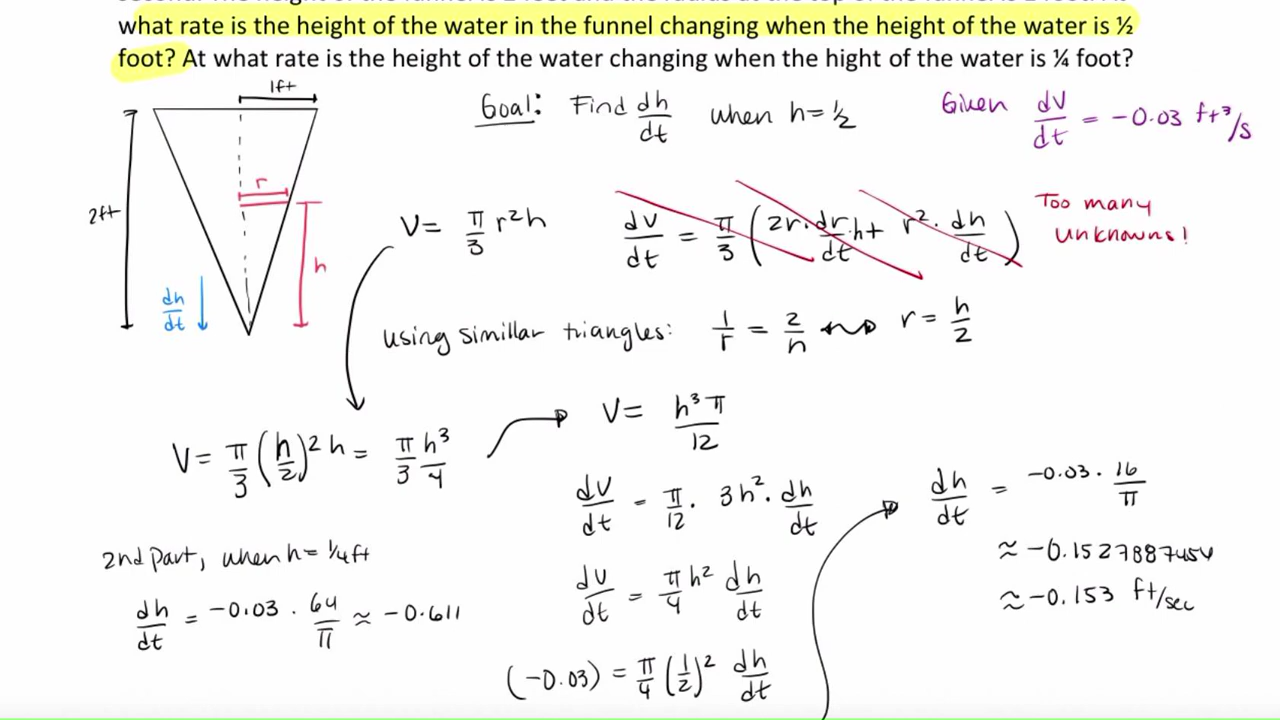 what rate is the height of the water in the funnel changing when the height of the water is ½
foot? At what rate is the height of the water changing when the hight of the water is ¼ foot?
1ft
2ft
r
h
dh/dt
Goal: Find dh/dt when h=½
Given dV/dt = -0.03 ft³/s
V= π/3 r²h
dV/dt = π/3 (2r·dr/dt·h+ r²·dh/dt)
Too many
unknowns!
using simillar triangles: 1/r = 2/h → r= h/2
V= π/3 (h/2)² h = π/3 h³/4
V= h³π/12
dV/dt = π/12 · 3h² · dh/dt
dV/dt = πh²/4 dh/dt
(-0.03) = π/4 (1/2)² dh/dt
dh/dt = -0.03 · 16/π
≈ -0.1527887454
≈ -0.153 ft/sec
2nd part, when h= ¼ft
dh/dt = -0.03 · 64/π ≈ -0.611